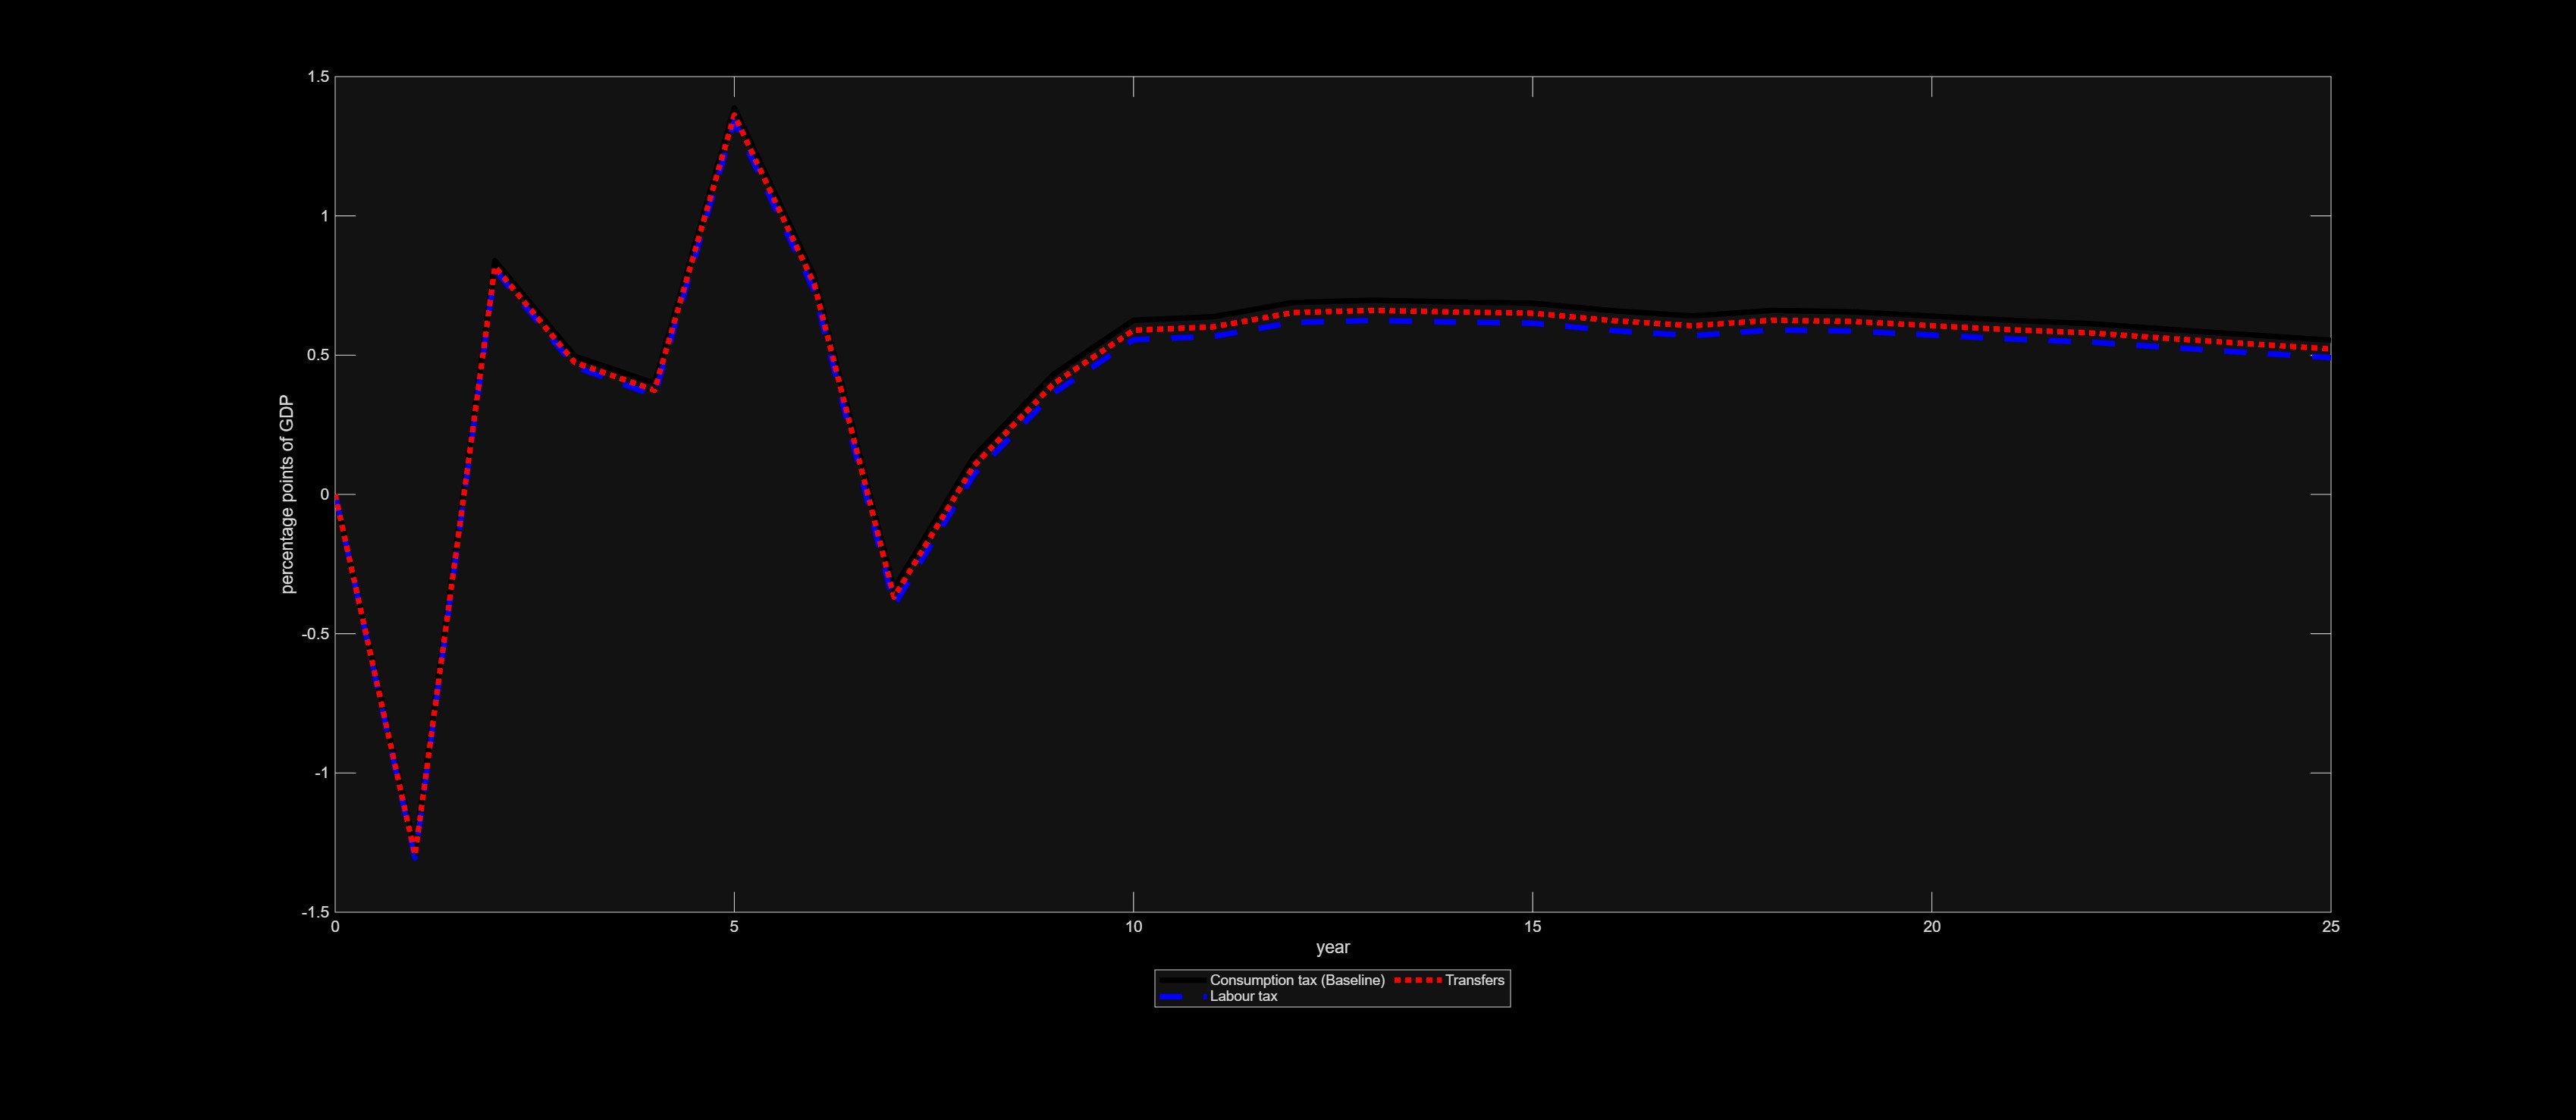 1.5
1
0.5
0
-0.5
-1
-1.5
percentage points of GDP
0 5 10 15 20 25
year
Consumption tax (Baseline) Transfers
Labour tax